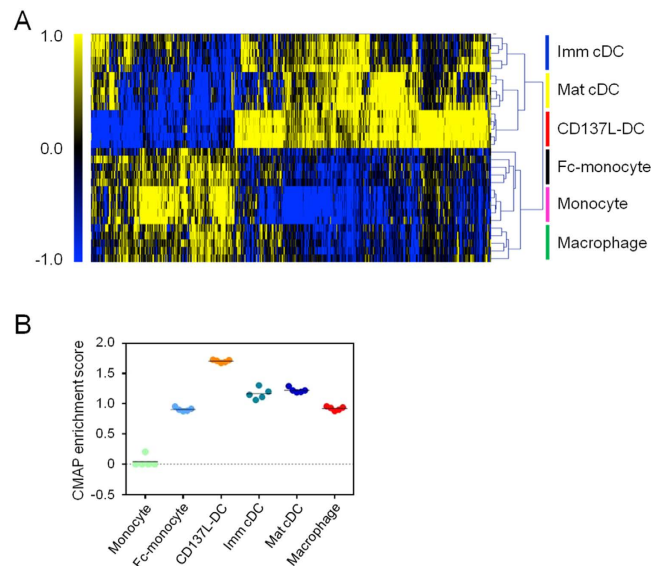 A
1.0
0.0
-1.0
Imm cDC
Mat cDC
CD137L-DC
Fc-monocyte
Monocyte
Macrophage
B
CMAP enrichment score
2.0
1.5
1.0
0.5
0
-0.5
Monocyte
Fc-monocyte
CD137L-DC
Imm cDC
Mat cDC
Macrophage